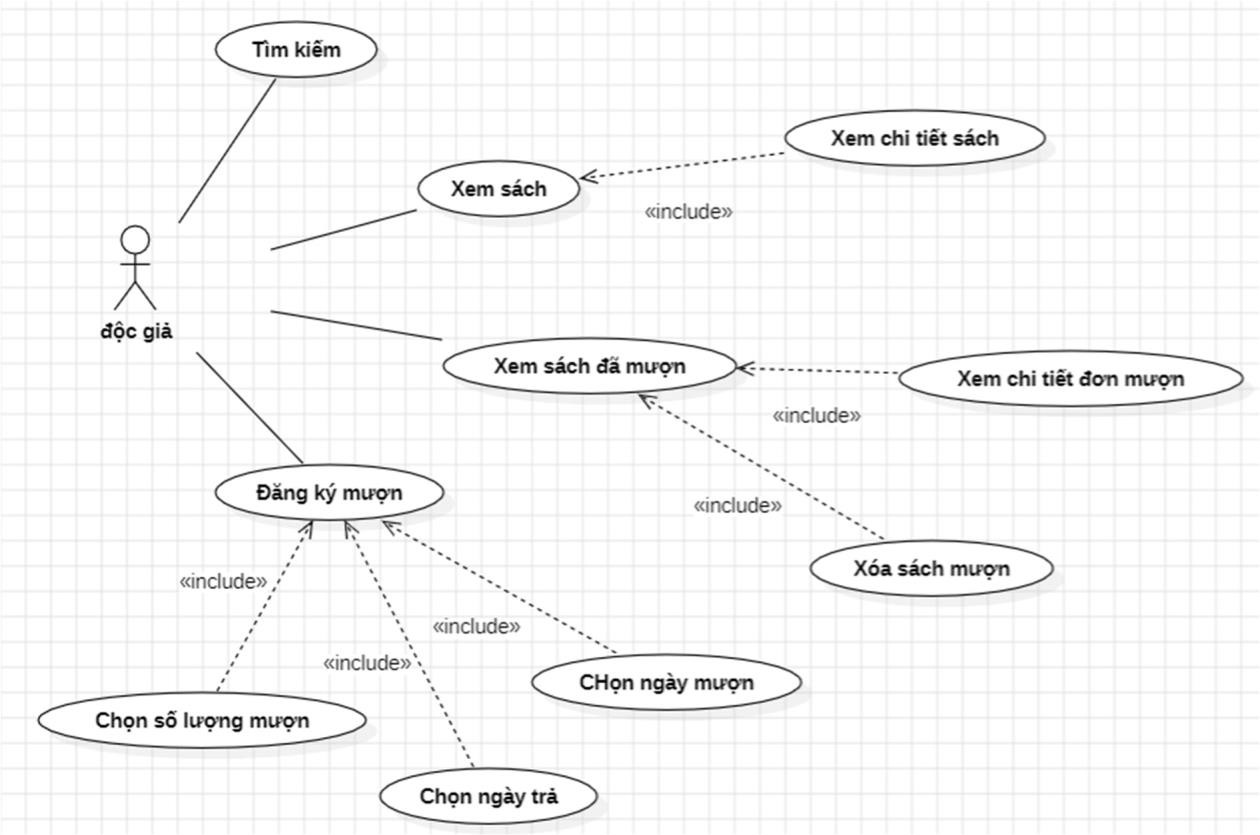 Tìm kiếm
Xem chi tiết sách
Xem sách
«include»
độc giả
Xem sách đã mượn
Xem chi tiết đơn mượn
«include»
Đăng ký mượn
«include»
Xóa sách mượn
«include»
«include»
«include»
CHọn ngày mượn
Chọn số lượng mượn
Chọn ngày trả